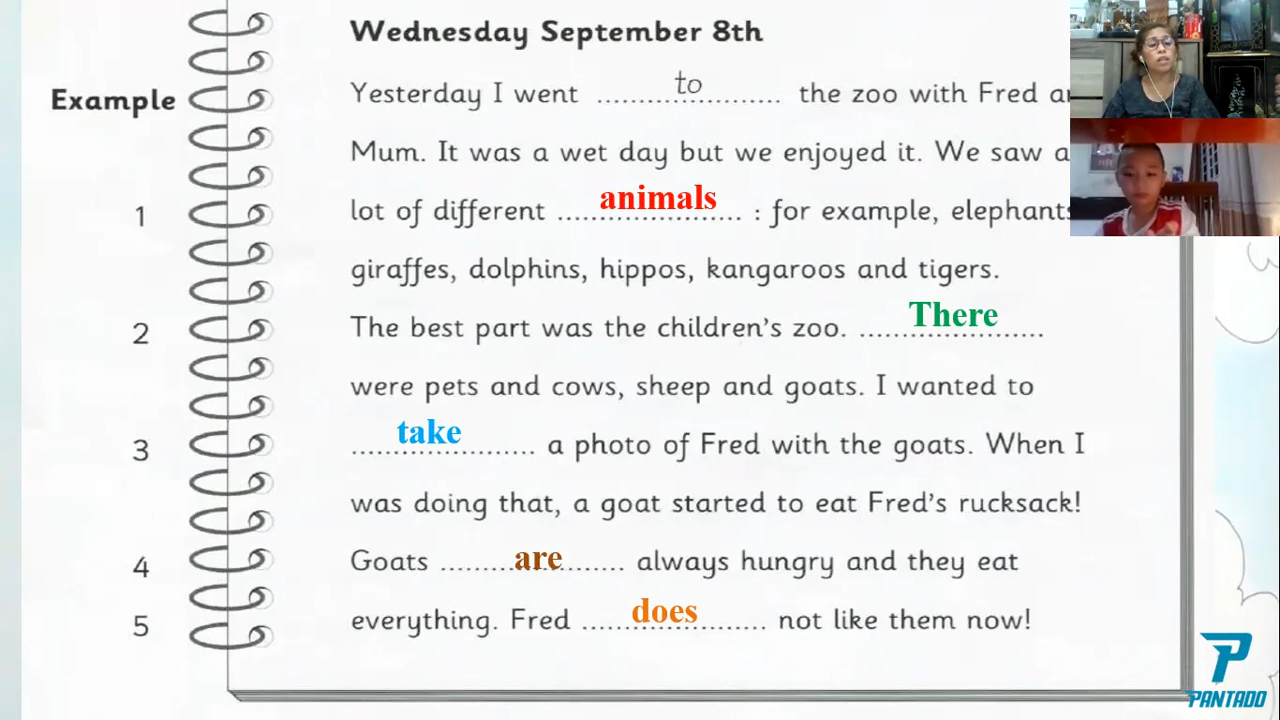 Wednesday September 8th
Example Yesterday I went ........to........ the zoo with Fred
Mum. It was a wet day but we enjoyed it. We saw a
1 lot of different ........animals........ : for example, elephants
giraffes, dolphins, hippos, kangaroos and tigers.
2 The best part was the children's zoo. ........There........
were pets and cows, sheep and goats. I wanted to
3 ........take........ a photo of Fred with the goats. When I
was doing that, a goat started to eat Fred's rucksack!
4 Goats ........are........ always hungry and they eat
5 everything. Fred ........does........ not like them now!
PANTADO